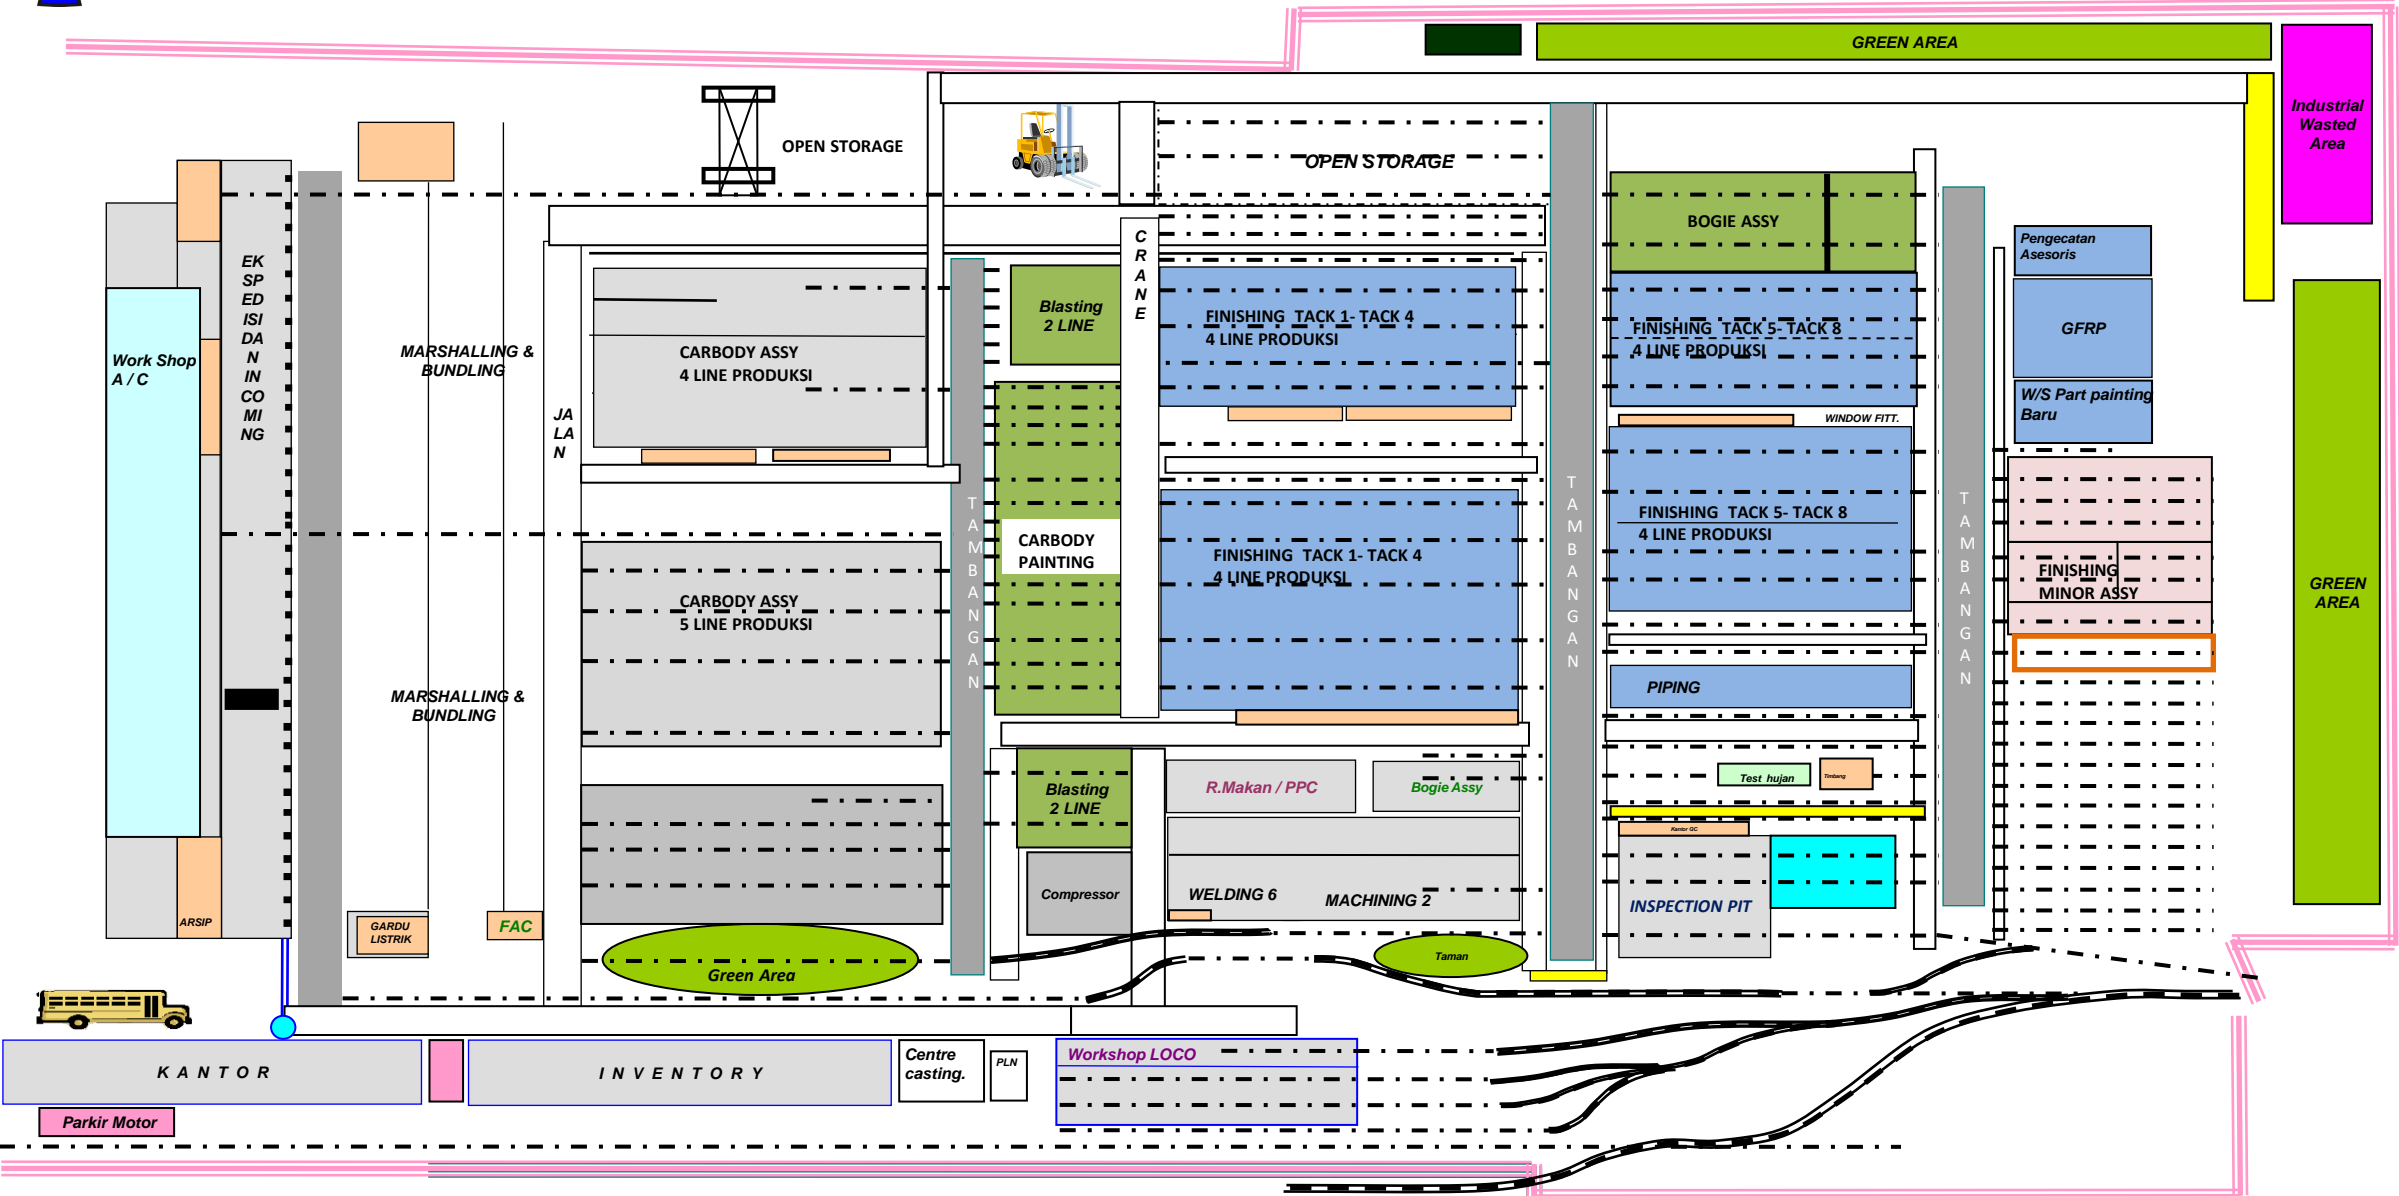 GREEN AREA
Industrial
Wasted
Area
OPEN STORAGE
OPEN STORAGE
BOGIE ASSY
Pengecatan
Asesoris
GFRP
W/S Part painting
Baru
EK
SP
ED
ISI
DA
N
IN
CO
MI
NG
Work Shop
A / C
MARSHALLING &
BUNDLING
JA
LA
N
CARBODY ASSY
4 LINE PRODUKSI
Blasting
2 LINE
C
R
A
N
E
FINISHING TACK 1- TACK 4
4 LINE PRODUKSI
FINISHING TACK 5- TACK 8
4 LINE PRODUKSI
WINDOW FITT.
T
A
M
B
A
N
G
A
N
CARBODY
PAINTING
FINISHING TACK 1- TACK 4
4 LINE PRODUKSI
T
A
M
B
A
N
G
A
N
FINISHING TACK 5- TACK 8
4 LINE PRODUKSI
T
A
M
B
A
N
G
A
N
FINISHING
MINOR ASSY
GREEN
AREA
CARBODY ASSY
5 LINE PRODUKSI
MARSHALLING &
BUNDLING
PIPING
Blasting
2 LINE
R.Makan / PPC
Bogie Assy
Test hujan
Timbang
Kantor QC
Compressor
WELDING 6
MACHINING 2
INSPECTION PIT
ARSIP
GARDU
LISTRIK
FAC
Green Area
Taman
KANTOR
INVENTORY
Centre
casting.
PLN
Workshop LOCO
Parkir Motor